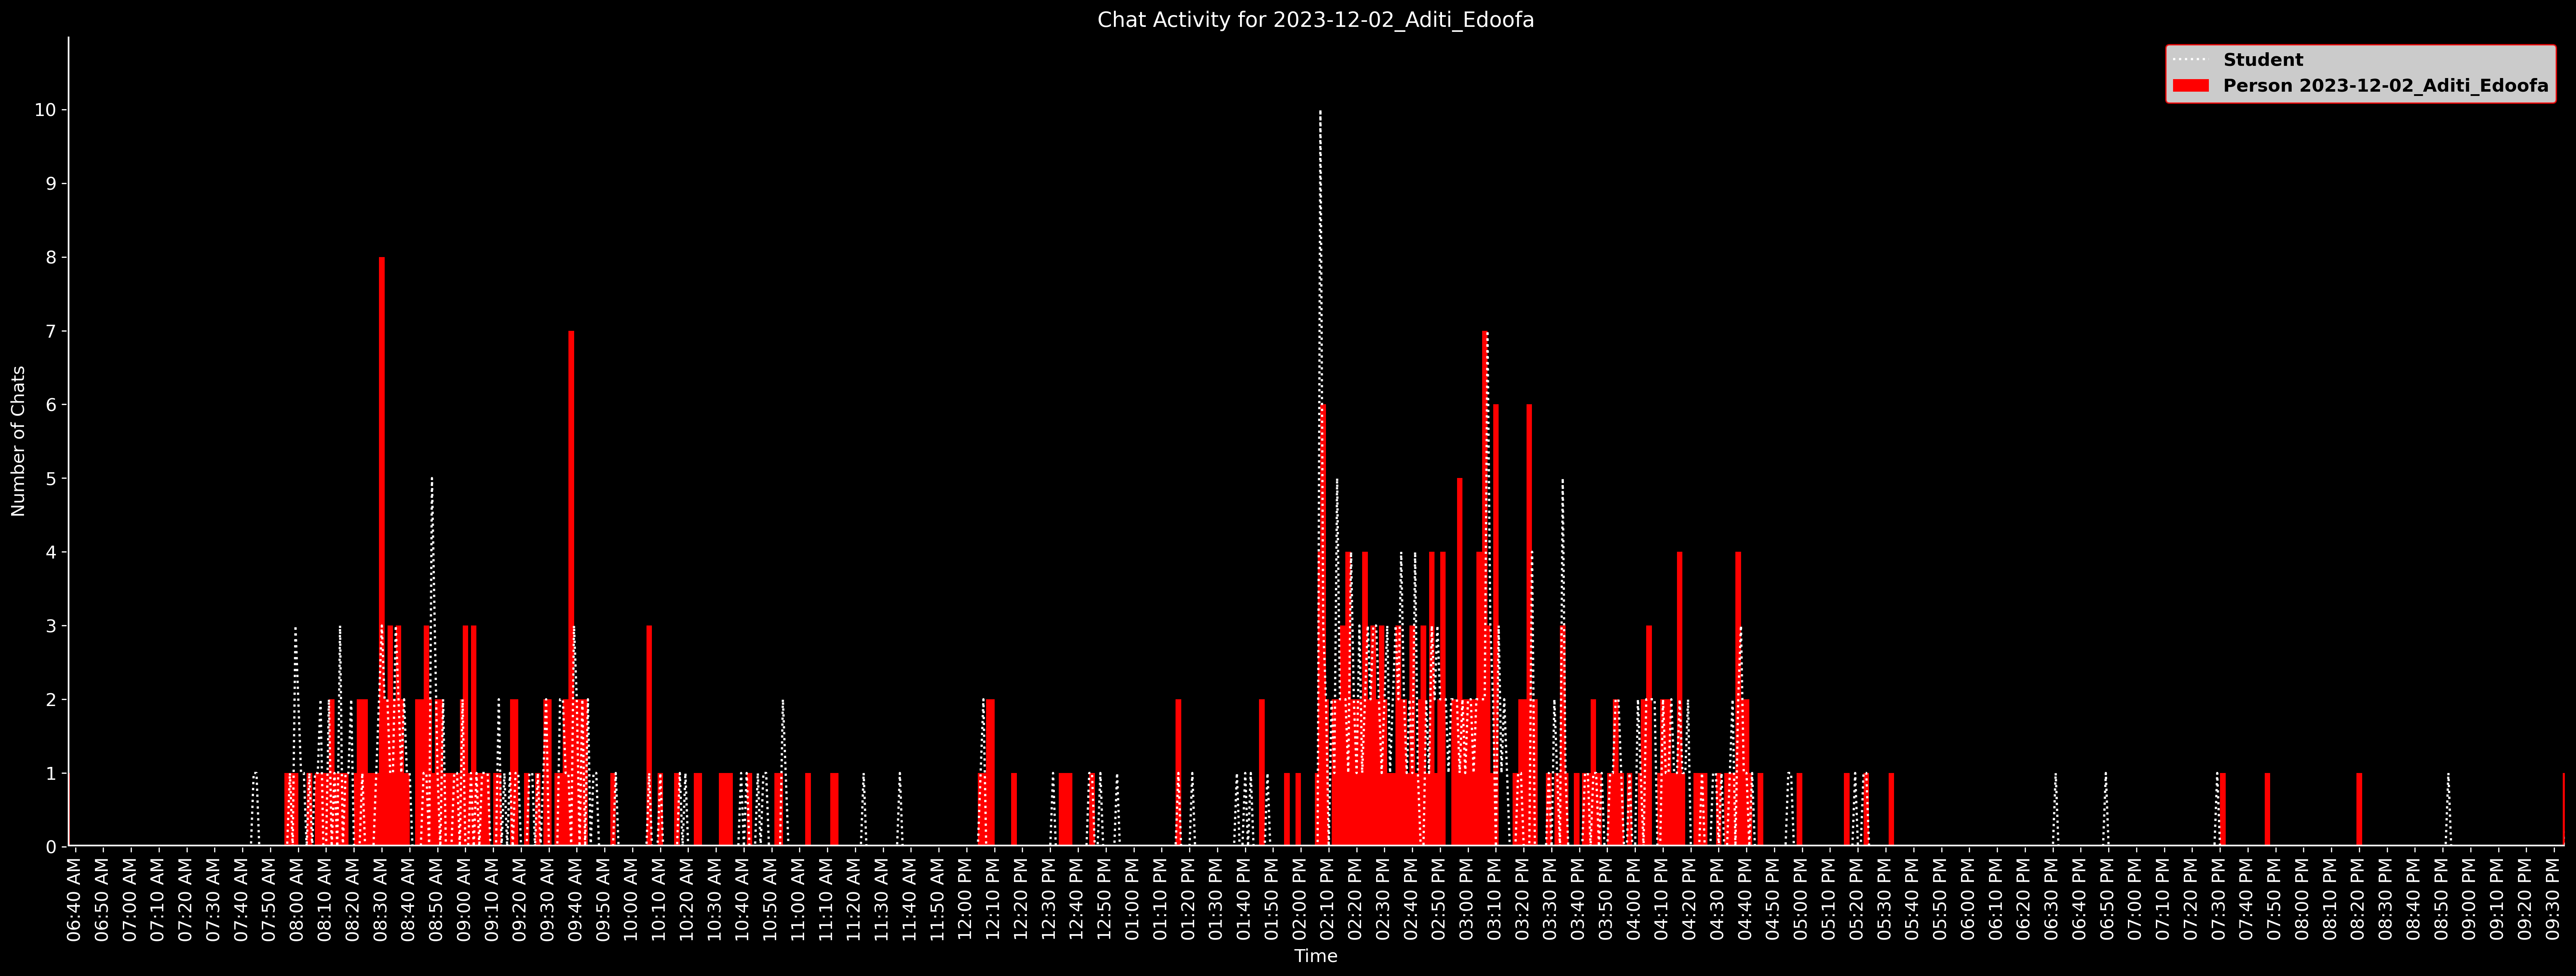 Chat Activity for 2023-12-02_Aditi_Edoofa
Student
Person 2023-12-02_Aditi_Edoofa
Number of Chats
10
9
8
7
6
5
4
3
2
1
0
06:40 AM
06:50 AM
07:00 AM
07:10 AM
07:20 AM
07:30 AM
07:40 AM
07:50 AM
08:00 AM
08:10 AM
08:20 AM
08:30 AM
08:40 AM
08:50 AM
09:00 AM
09:10 AM
09:20 AM
09:30 AM
09:40 AM
09:50 AM
10:00 AM
10:10 AM
10:20 AM
10:30 AM
10:40 AM
10:50 AM
11:00 AM
11:10 AM
11:20 AM
11:30 AM
11:40 AM
11:50 AM
12:00 PM
12:10 PM
12:20 PM
12:30 PM
12:40 PM
12:50 PM
01:00 PM
01:10 PM
01:20 PM
01:30 PM
01:40 PM
01:50 PM
02:00 PM
02:10 PM
02:20 PM
02:30 PM
02:40 PM
02:50 PM
03:00 PM
03:10 PM
03:20 PM
03:30 PM
03:40 PM
03:50 PM
04:00 PM
04:10 PM
04:20 PM
04:30 PM
04:40 PM
04:50 PM
05:00 PM
05:10 PM
05:20 PM
05:30 PM
05:40 PM
05:50 PM
06:00 PM
06:10 PM
06:20 PM
06:30 PM
06:40 PM
06:50 PM
07:00 PM
07:10 PM
07:20 PM
07:30 PM
07:40 PM
07:50 PM
08:00 PM
08:10 PM
08:20 PM
08:30 PM
08:40 PM
08:50 PM
09:00 PM
09:10 PM
09:20 PM
09:30 PM
Time